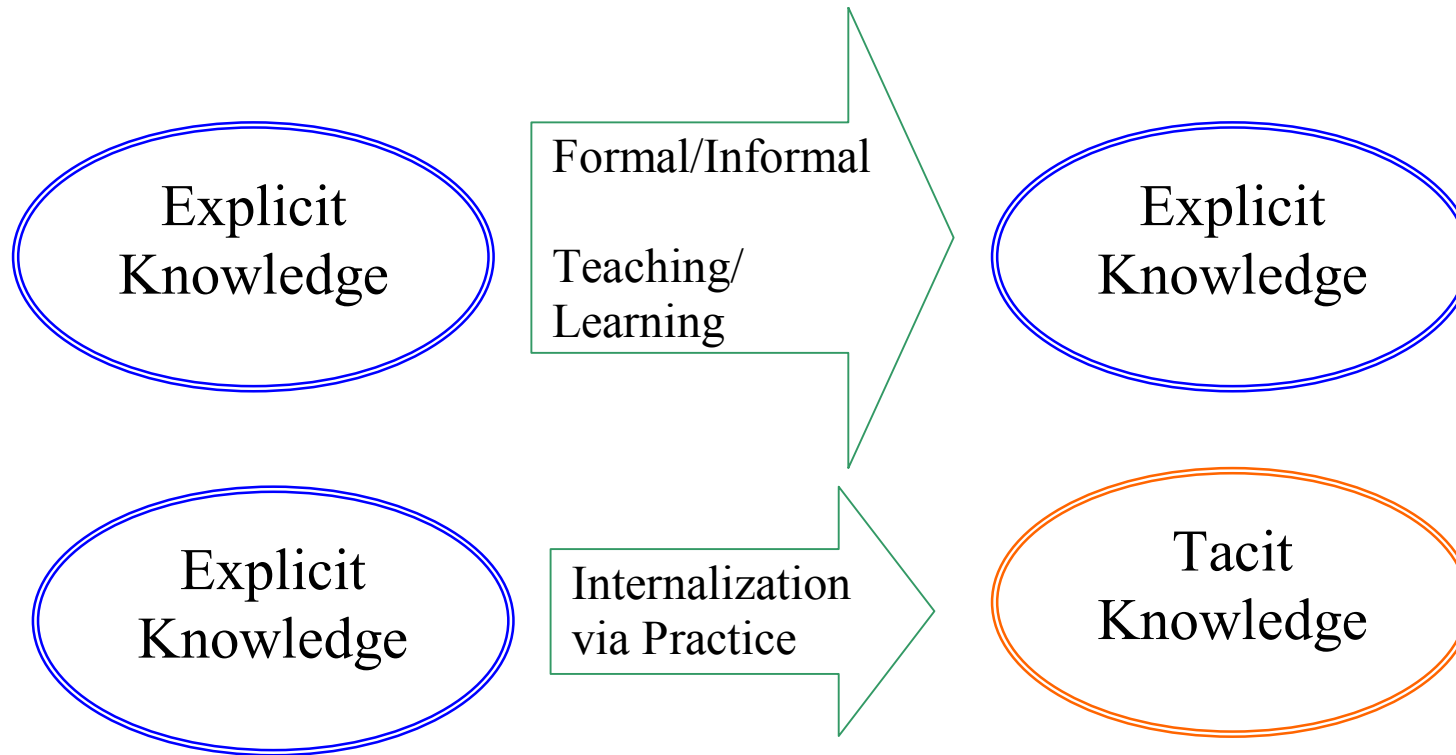 Explicit
Knowledge
Formal/Informal
Teaching/
Learning
Explicit
Knowledge
Explicit
Knowledge
Internalization
via Practice
Tacit
Knowledge